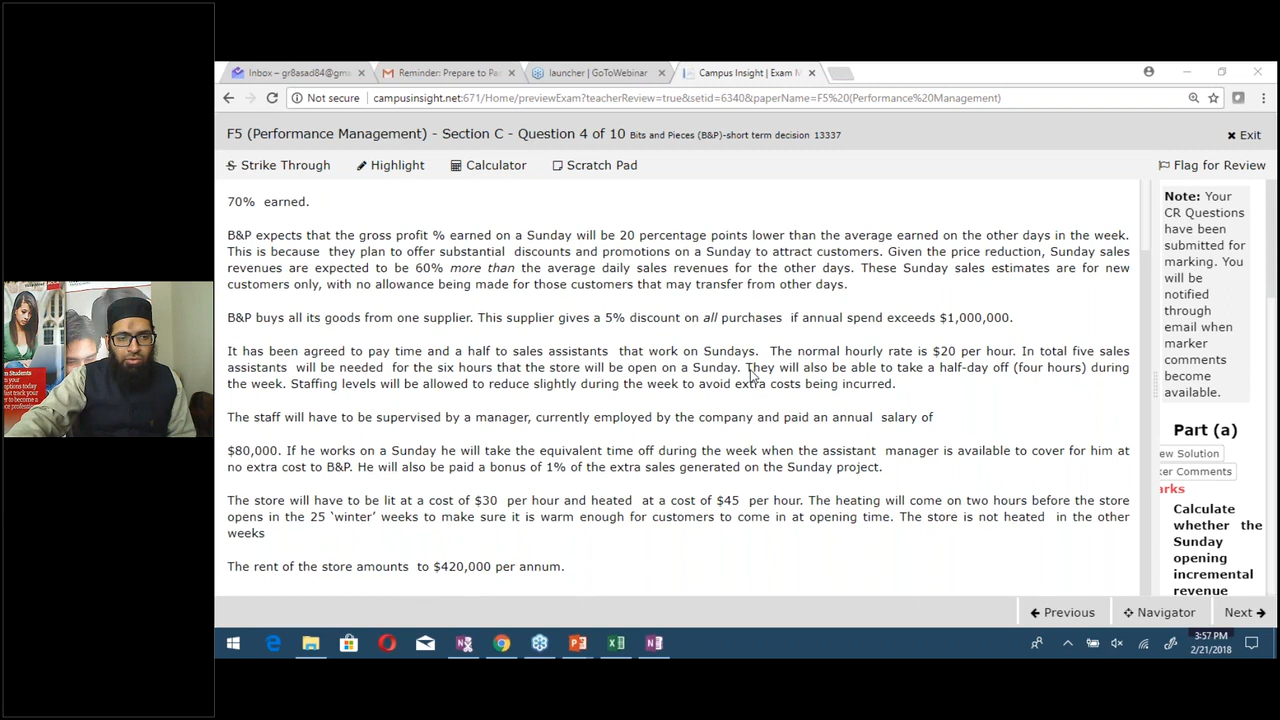 Inbox – gr8asad84@gma
Reminder: Prepare to Pa
launcher | GoToWebinar
Campus Insight | Exam M
Not secure
campusinsight.net:671/Home/previewExam?teacherReview=true&setid=6340&paperName=F5%20(Performance%20Management)
F5 (Performance Management) - Section C - Question 4 of 10 Bits and Pieces (B&P)-short term decision 13337
Exit
Strike Through Highlight Calculator Scratch Pad
Flag for Review
70% earned.
B&P expects that the gross profit % earned on a Sunday will be 20 percentage points lower than the average earned on the other days in the week.
This is because they plan to offer substantial discounts and promotions on a Sunday to attract customers. Given the price reduction, Sunday sales
revenues are expected to be 60% more than the average daily sales revenues for the other days. These Sunday sales estimates are for new
customers only, with no allowance being made for those customers that may transfer from other days.
B&P buys all its goods from one supplier. This supplier gives a 5% discount on all purchases if annual spend exceeds $1,000,000.
It has been agreed to pay time and a half to sales assistants that work on Sundays. The normal hourly rate is $20 per hour. In total five sales
assistants will be needed for the six hours that the store will be open on a Sunday. They will also be able to take a half-day off (four hours) during
the week. Staffing levels will be allowed to reduce slightly during the week to avoid extra costs being incurred.
The staff will have to be supervised by a manager, currently employed by the company and paid an annual salary of
$80,000. If he works on a Sunday he will take the equivalent time off during the week when the assistant manager is available to cover for him at
no extra cost to B&P. He will also be paid a bonus of 1% of the extra sales generated on the Sunday project.
The store will have to be lit at a cost of $30 per hour and heated at a cost of $45 per hour. The heating will come on two hours before the store
opens in the 25 ‘winter’ weeks to make sure it is warm enough for customers to come in at opening time. The store is not heated in the other
weeks
The rent of the store amounts to $420,000 per annum.
Note: Your
CR Questions
have been
submitted for
marking. You
will be
notified
through
email when
marker
comments
become
available.
Part (a)
ew Solution
ker Comments
arks
Calculate
whether the
Sunday
opening
incremental
revenue
Previous
Navigator
Next
3:57 PM
2/21/2018